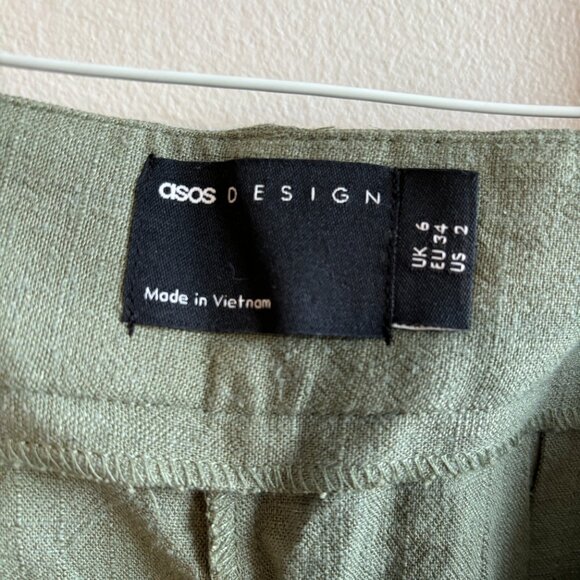 asos DESIGN
Made in Vietnam
UK 6
EU 34
US 2